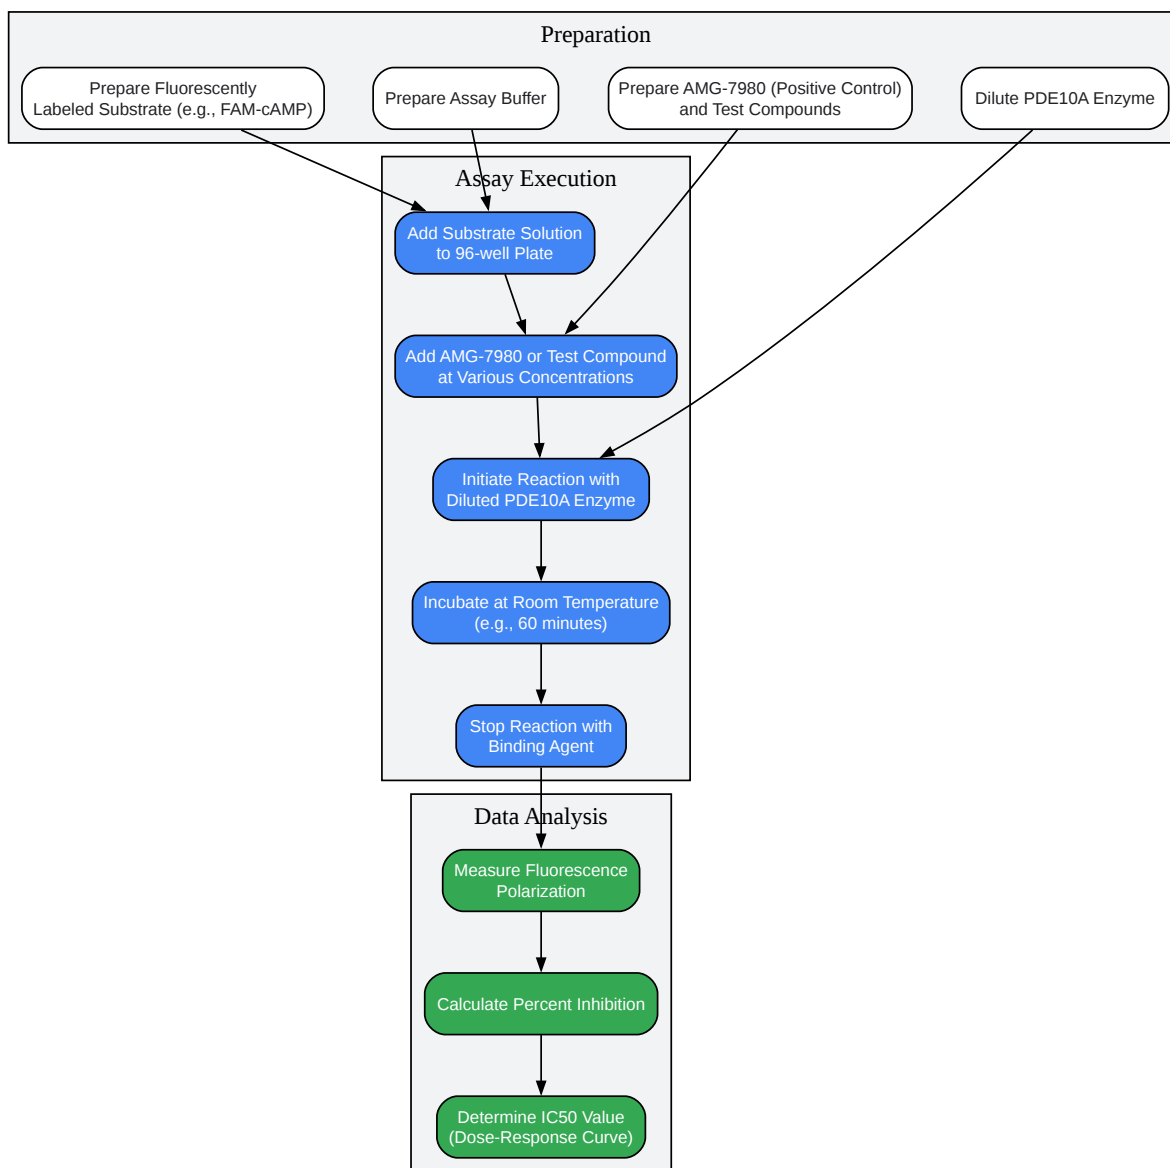 Preparation
Prepare Fluorescently
Labeled Substrate (e.g., FAM-cAMP)
Prepare Assay Buffer
Prepare AMG-7980 (Positive Control)
and Test Compounds
Dilute PDE10A Enzyme
Assay Execution
Add Substrate Solution
to 96-well Plate
Add AMG-7980 or Test Compound
at Various Concentrations
Initiate Reaction with
Diluted PDE10A Enzyme
Incubate at Room Temperature
(e.g., 60 minutes)
Stop Reaction with
Binding Agent
Data Analysis
Measure Fluorescence
Polarization
Calculate Percent Inhibition
Determine IC50 Value
(Dose-Response Curve)